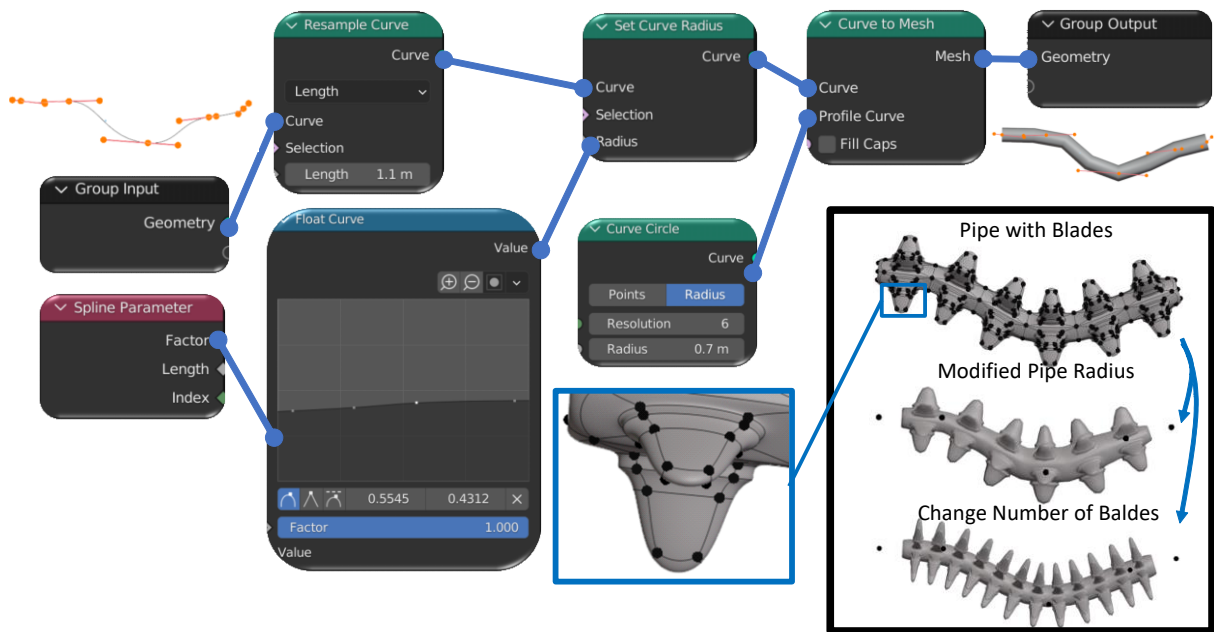 Resample Curve
Curve
Length
Curve
Selection
Length 1.1 m
Set Curve Radius
Curve
Curve
Selection
Radius
Curve to Mesh
Mesh
Curve
Profile Curve
Fill Caps
Group Output
Geometry
Group Input
Geometry
Spline Parameter
Factor
Length
Index
Float Curve
Value
0.5545 0.4312
Factor 1.000
Value
Curve Circle
Curve
Points Radius
Resolution 6
Radius 0.7 m
Pipe with Blades
Modified Pipe Radius
Change Number of Baldes